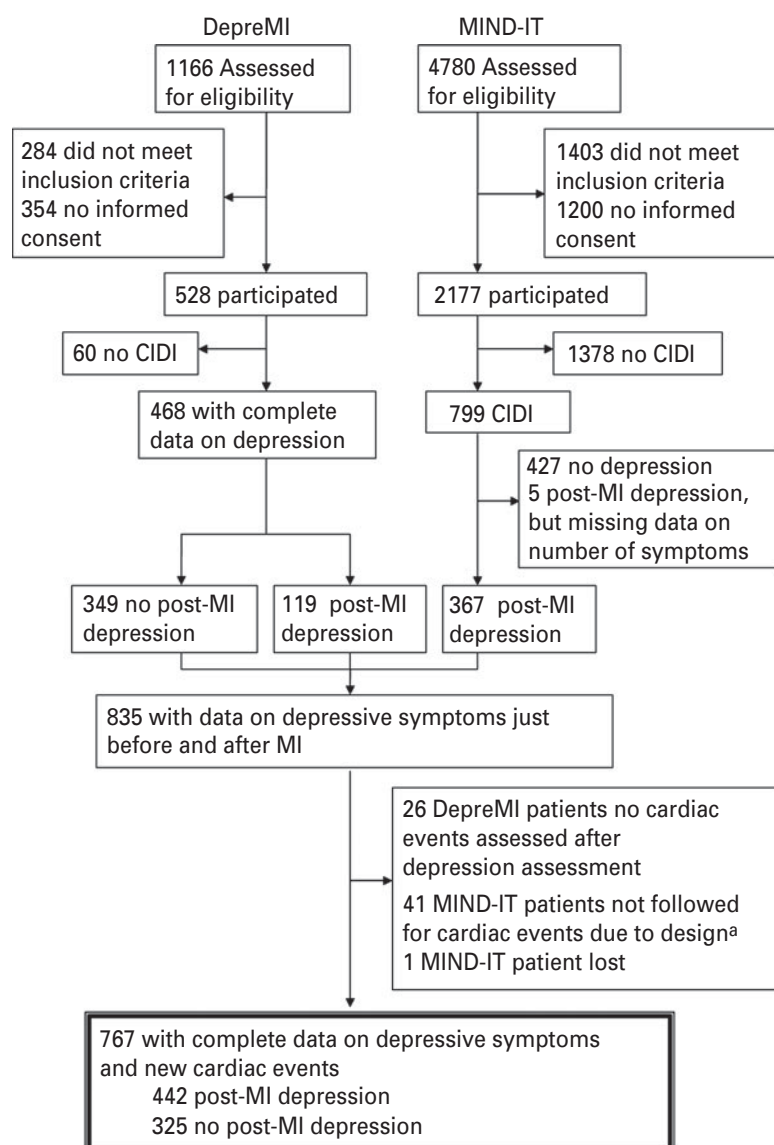 DepreMI
MIND-IT
1166 Assessed
for eligibility
4780 Assessed
for eligibility
284 did not meet
inclusion criteria
354 no informed
consent
1403 did not meet
inclusion criteria
1200 no informed
consent
528 participated
2177 participated
60 no CIDI
1378 no CIDI
468 with complete
data on depression
799 CIDI
427 no depression
5 post-MI depression,
but missing data on
number of symptoms
349 no post-MI
depression
119 post-MI
depression
367 post-MI
depression
835 with data on depressive symptoms just
before and after MI
26 DepreMI patients no cardiac
events assessed after
depression assessment
41 MIND-IT patients not followed
for cardiac events due to designᵃ
1 MIND-IT patient lost
767 with complete data on depressive symptoms
and new cardiac events
442 post-MI depression
325 no post-MI depression